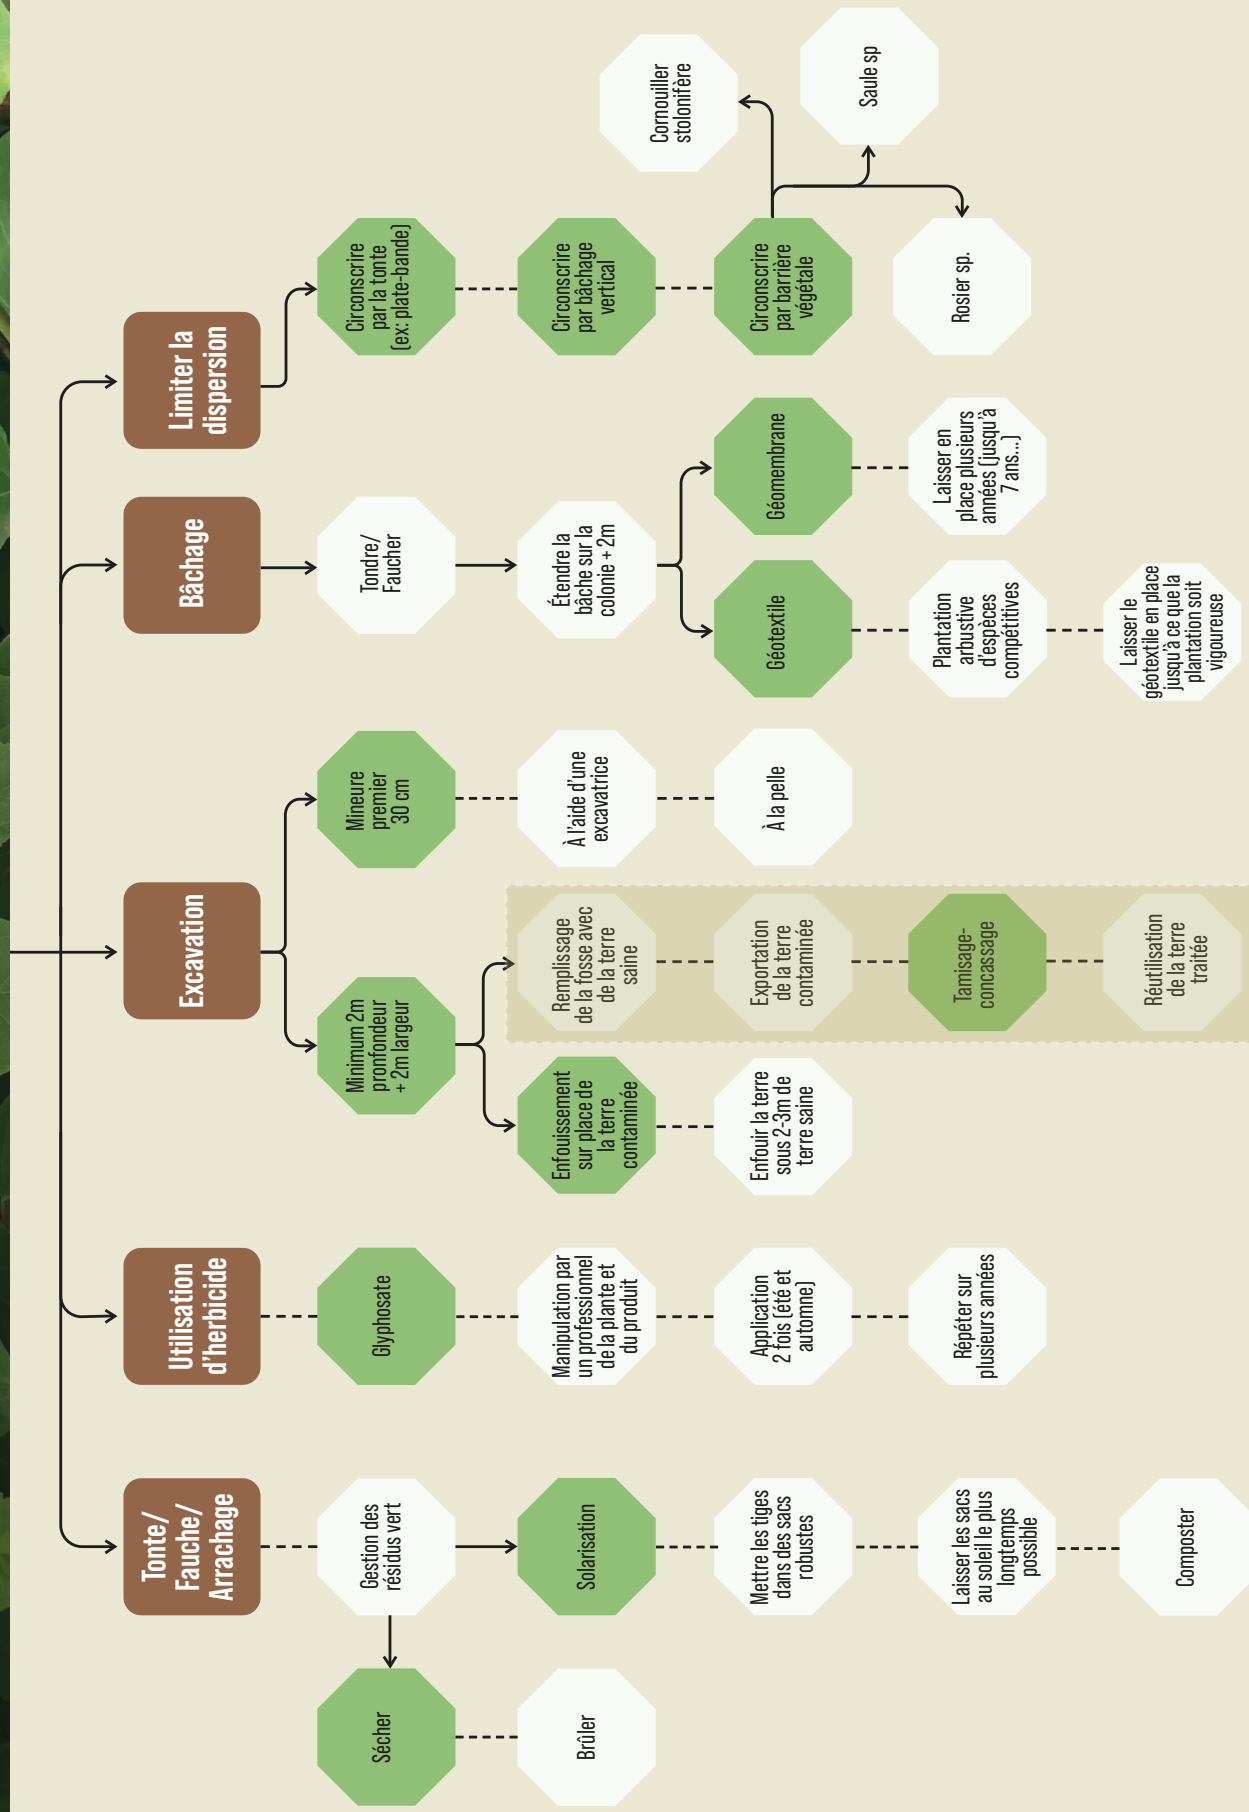 Tonte/
Fauche/
Arrachage
Gestion des
résidus vert
Sécher
Brûler
Solarisation
Mettre les tiges
dans des sacs
robustes
Laisser les sacs
au soleil le plus
longtemps
possible
Composter
Utilisation
d'herbicide
Glyphosate
Manipulation par
un professionnel
de la plante et
du produit
Application
2 fois (été et
automne)
Répéter sur
plusieurs années
Excavation
Minimum 2m
pronfondeur
+ 2m largeur
Enfouissement
sur place de
la terre
contaminée
Enfouir la terre
sous 2-3m de
terre saine
Remplissage
de la fosse avec
de la terre
saine
Exportation
de la terre
contaminée
Tamisage-
concassage
Réutilisation
de la terre
traitée
Mineure
premier
30 cm
À l'aide d'une
excavatrice
À la pelle
Bâchage
Tondre/
Faucher
Étendre la
bâche sur la
colonie + 2m
Géotextile
Plantation
arbustive
d'espèces
compétitives
Laisser le
géotextile en place
jusqu'à ce que la
plantation soit
vigoureuse
Géomembrane
Laisser en
place plusieurs
années (jusqu'à
7 ans...)
Limiter la
dispersion
Circonscrire
par la tonte
(ex: plate-bande)
Circonscrire
par bâchage
vertical
Circonscrire
par barrière
végétale
Rosier sp.
Cornouiller
stolonifère
Saule sp